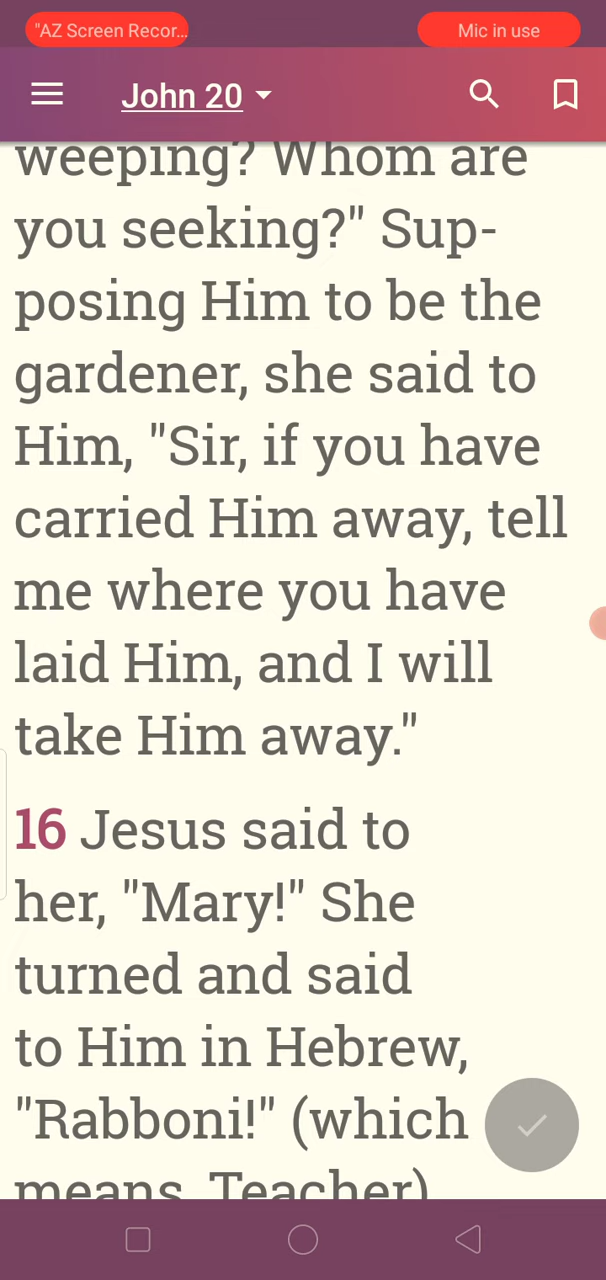 "AZ Screen Recor...
Mic in use
John 20
weeping? Whom are
you seeking?" Sup-
posing Him to be the
gardener, she said to
Him, "Sir, if you have
carried Him away, tell
me where you have
laid Him, and I will
take Him away."
16 Jesus said to
her, "Mary!" She
turned and said
to Him in Hebrew,
"Rabboni!" (which
means, Teacher)